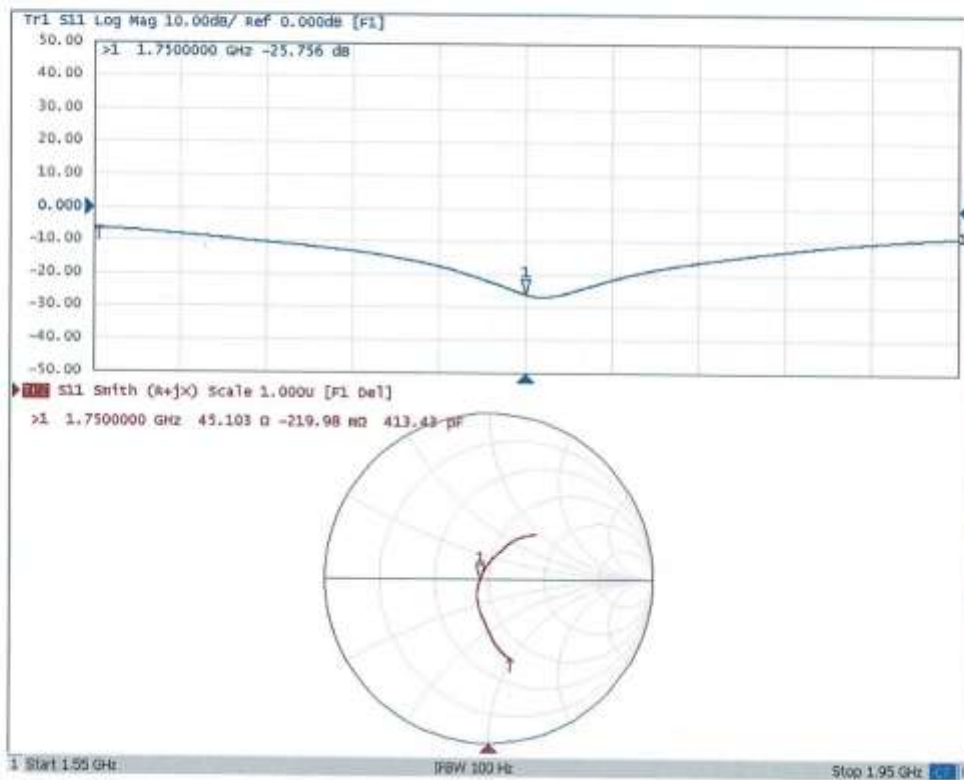 Tr1 S11 Log Mag 10.00dB/ Ref 0.000dB [F1]
50.00
>1 1.7500000 GHz -25.756 dB
40.00
30.00
20.00
10.00
0.000
-10.00
-20.00
1
-30.00
-40.00
-50.00
S11 Smith (R+jX) Scale 1.000U [F1 Del]
>1 1.7500000 GHz 45.103 Ω -219.98 mΩ 413.43 pF
1
1 Start 1.55 GHz IFBW 100 Hz Stop 1.95 GHz